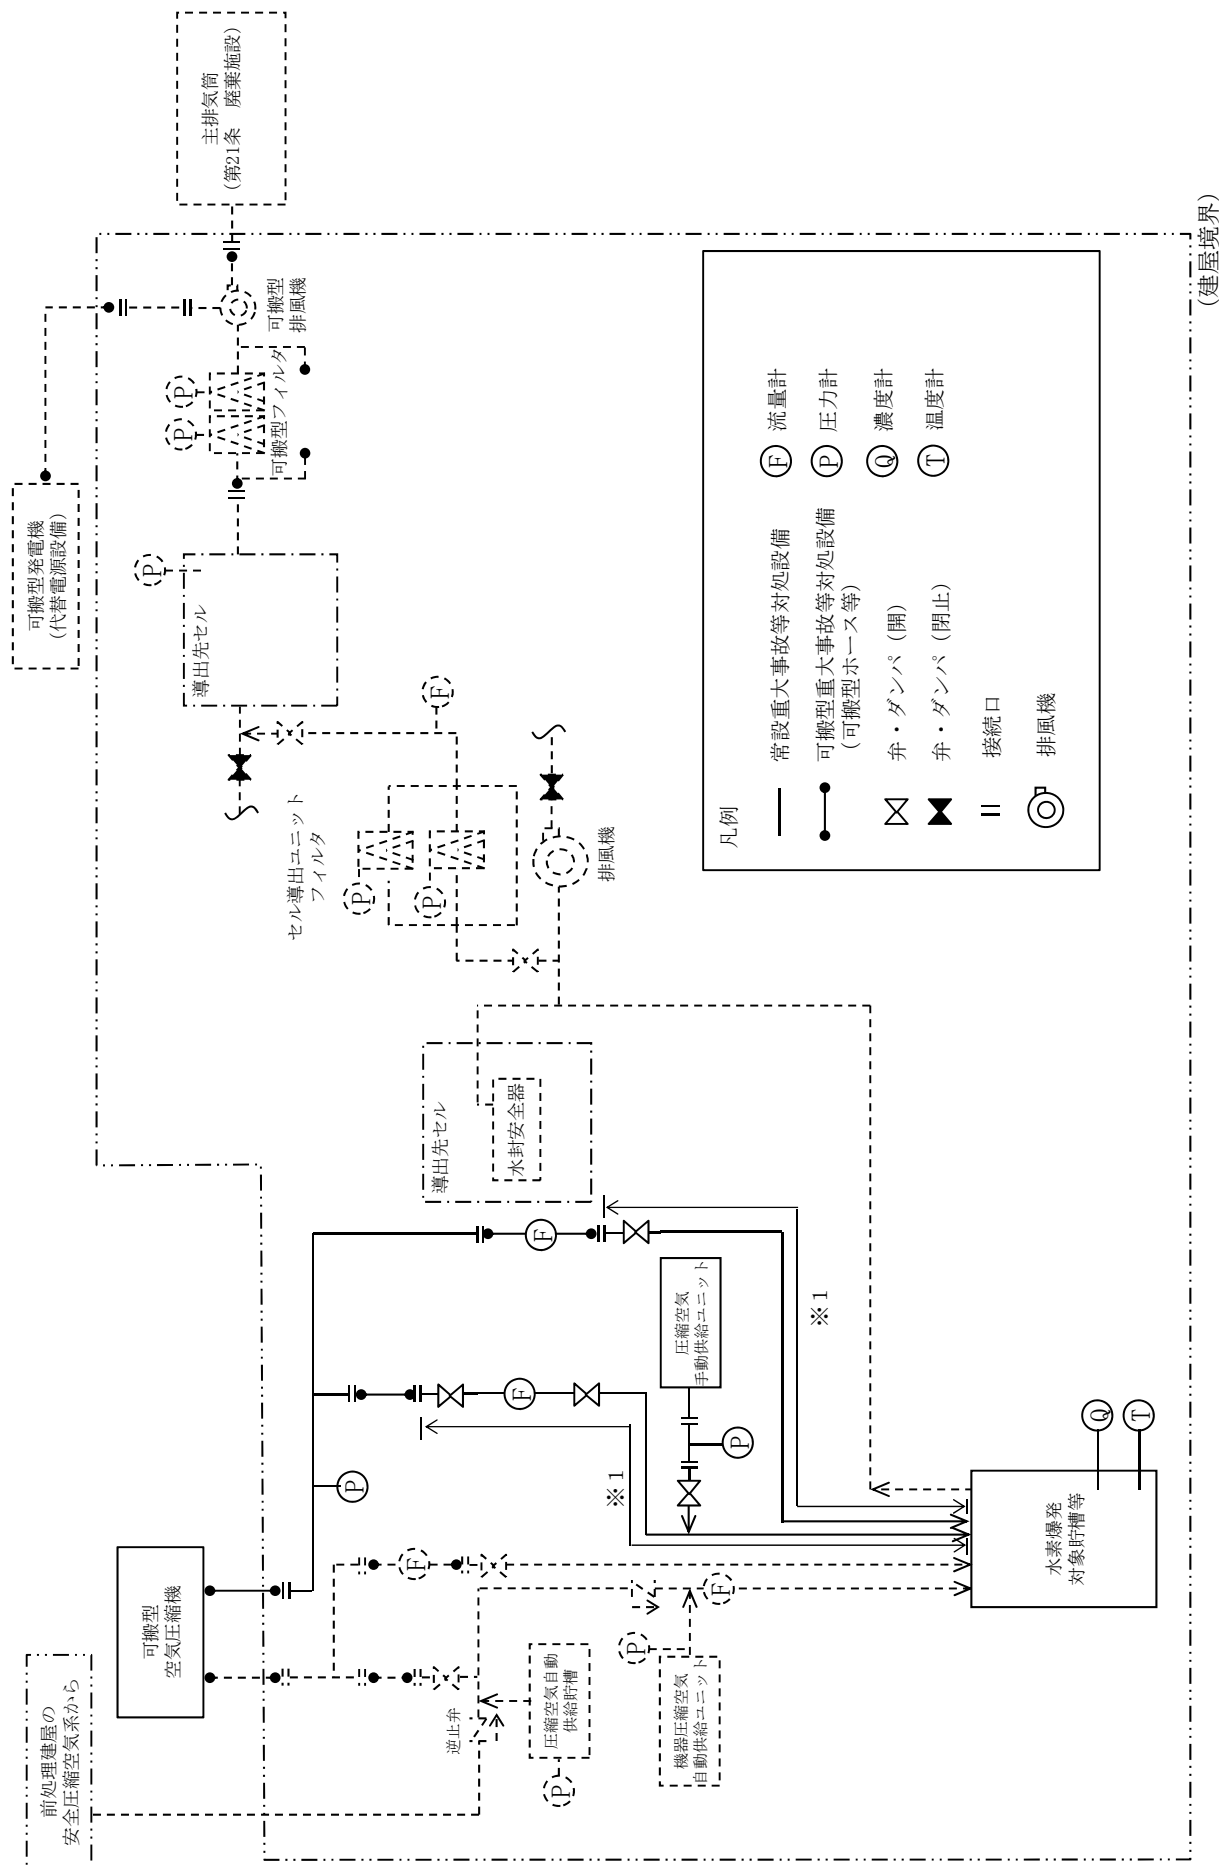 前処理建屋の
安全圧縮空気系から
可搬型
空気圧縮機
逆止弁
P
圧縮空気自動
供給貯槽
P
機器圧縮空気
自動供給ユニット
F
F
P
※1
F
圧縮空気
手動供給ユニット
P
F
※1
水素爆発
対象貯槽等
Q
T
導出先セル
水封安全器
セル導出ユニット
フィルタ
P
P
排風機
F
導出先セル
P
可搬型発電機
(代替電源設備)
P
P
可搬型フィルタ
可搬型
排風機
主排気筒
(第21条 廃棄施設)
凡例
常設重大事故等対処設備
可搬型重大事故等対処設備
(可搬型ホース等)
弁・ダンパ(開)
弁・ダンパ(閉止)
接続口
排風機
F 流量計
P 圧力計
Q 濃度計
T 温度計
(建屋境界)